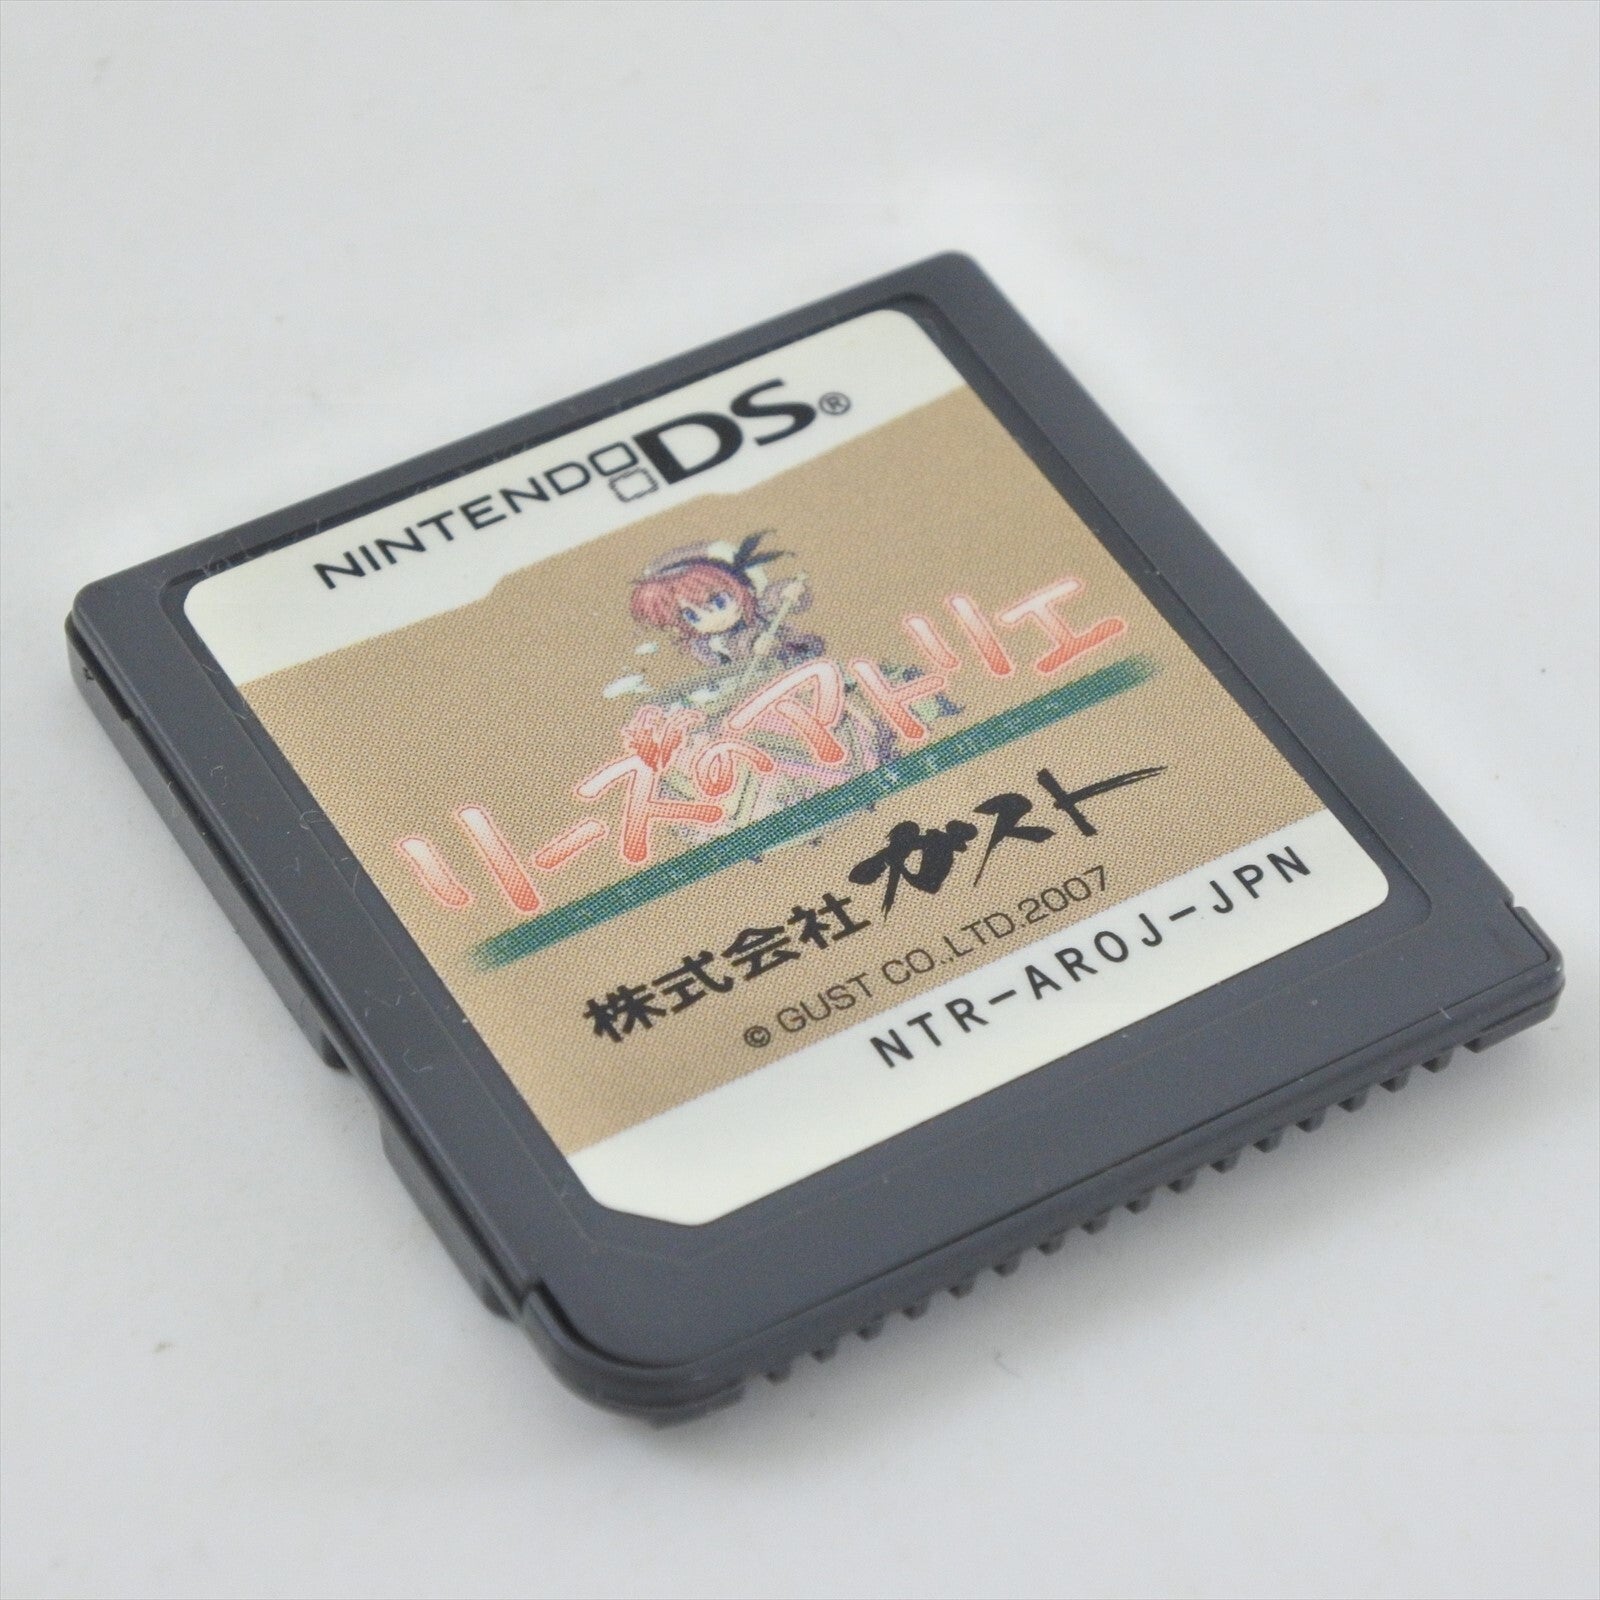 NINTENDO DS®
リーズのアトリエ
株式会社ガスト
© GUST CO.,LTD.2007
NTR-AROJ-JPN